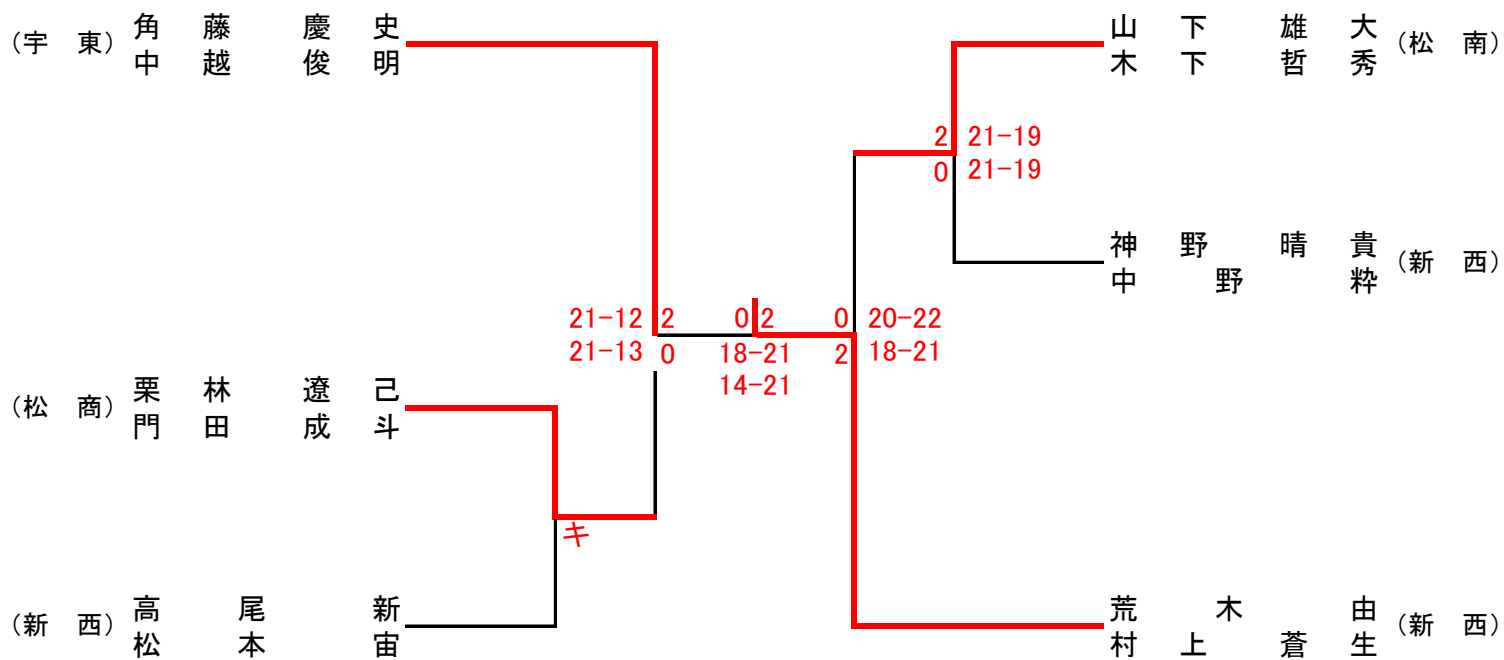 角藤 慶史
(宇 東)
中越 俊明
栗林 遼己
(松 商)
門田 成斗
高尾 新
(新 西)
松本 宙
21-12 2
21-13 0
キ
0 2
18-21
14-21
2 21-19
0 21-19
0 20-22
2 18-21
山下 雄大
(松 南)
木下 哲秀
神野 晴貴
(新 西)
中野 粋
荒木 由
(新 西)
村上 蒼生